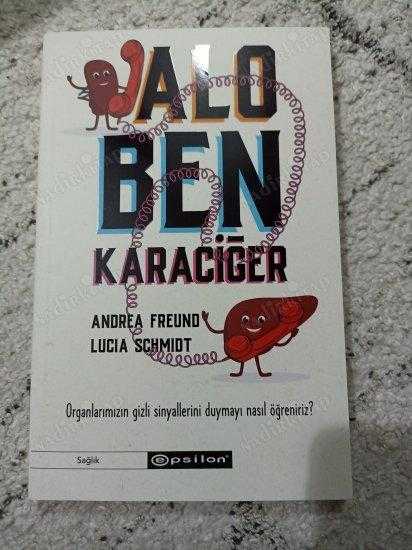 ALO
BEN
KARACİĞER
ANDREA FREUND
LUCIA SCHMIDT
Organlarımızın gizli sinyallerini duymayı nasıl öğreniriz?
Sağlık
epsilon